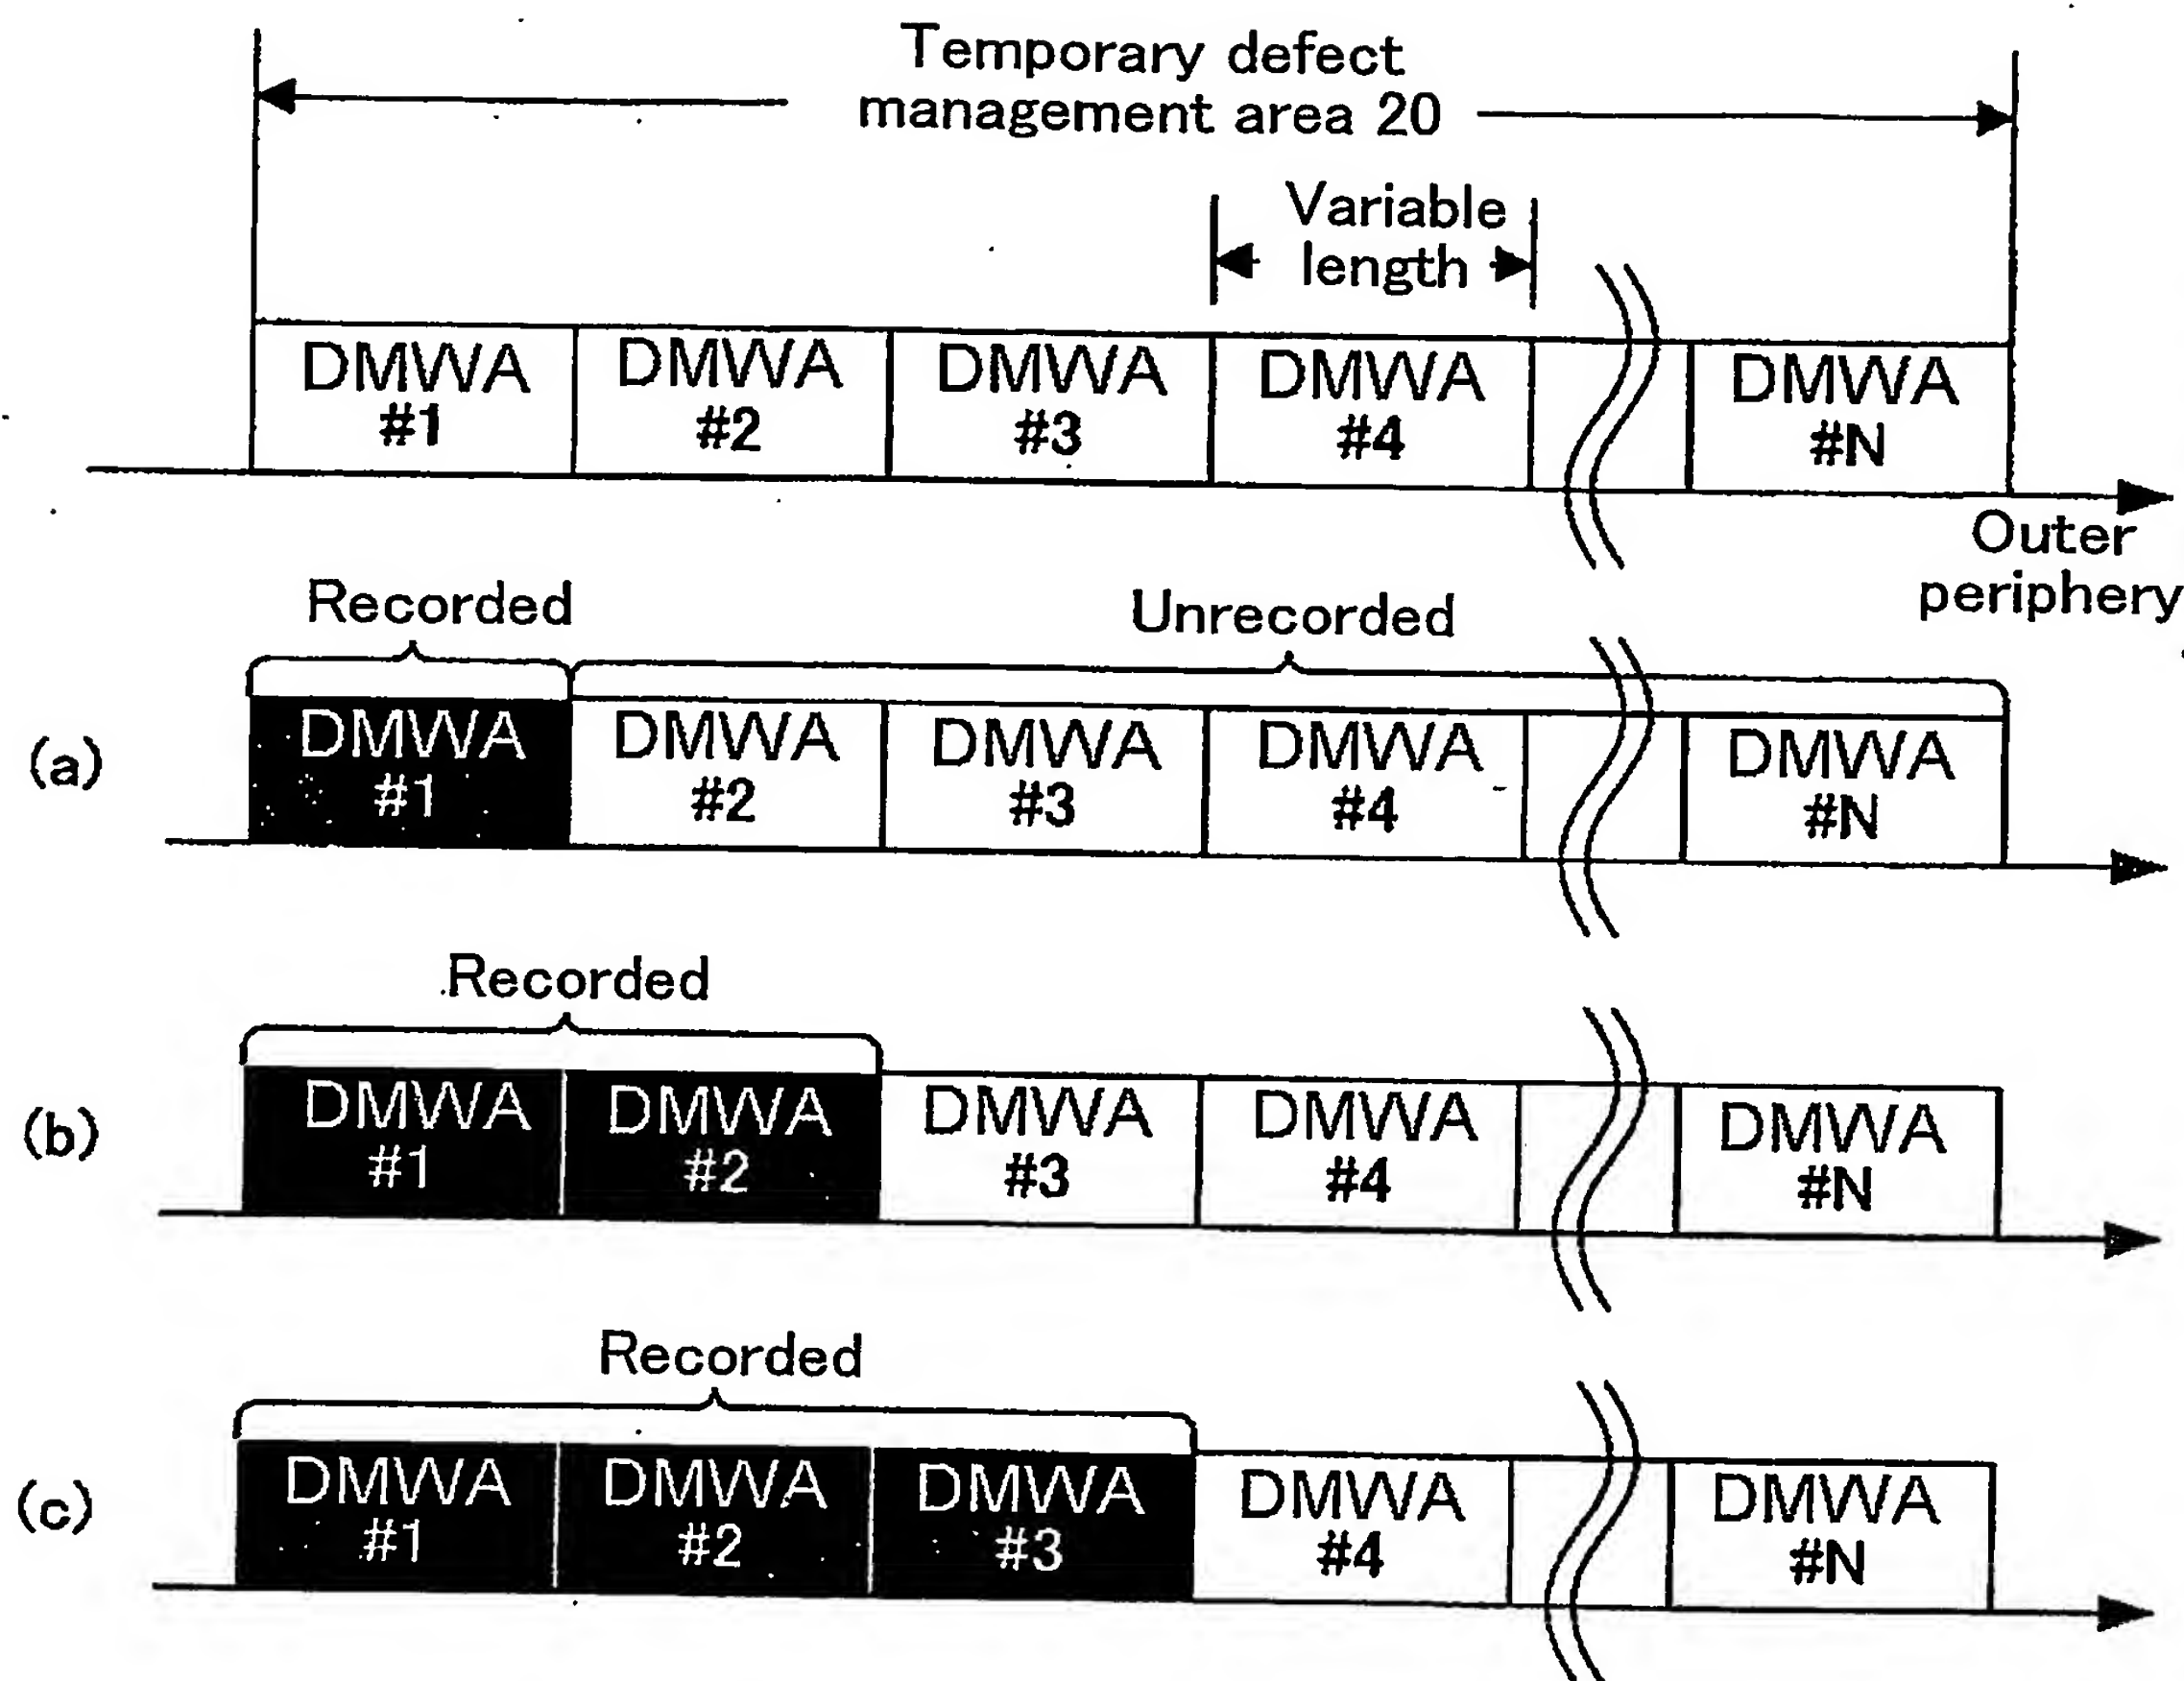 Temporary defect
management area 20
Variable
length
DMWA DMWA DMWA DMWA DMWA
#1 #2 #3 #4 #N
Outer
periphery
Recorded Unrecorded
(a) DMWA DMWA DMWA DMWA DMWA
#1 #2 #3 #4 #N
Recorded
(b) DMWA DMWA DMWA DMWA DMWA
#1 #2 #3 #4 #N
Recorded
(c) DMWA DMWA DMWA DMWA DMWA
#1 #2 #3 #4 #N